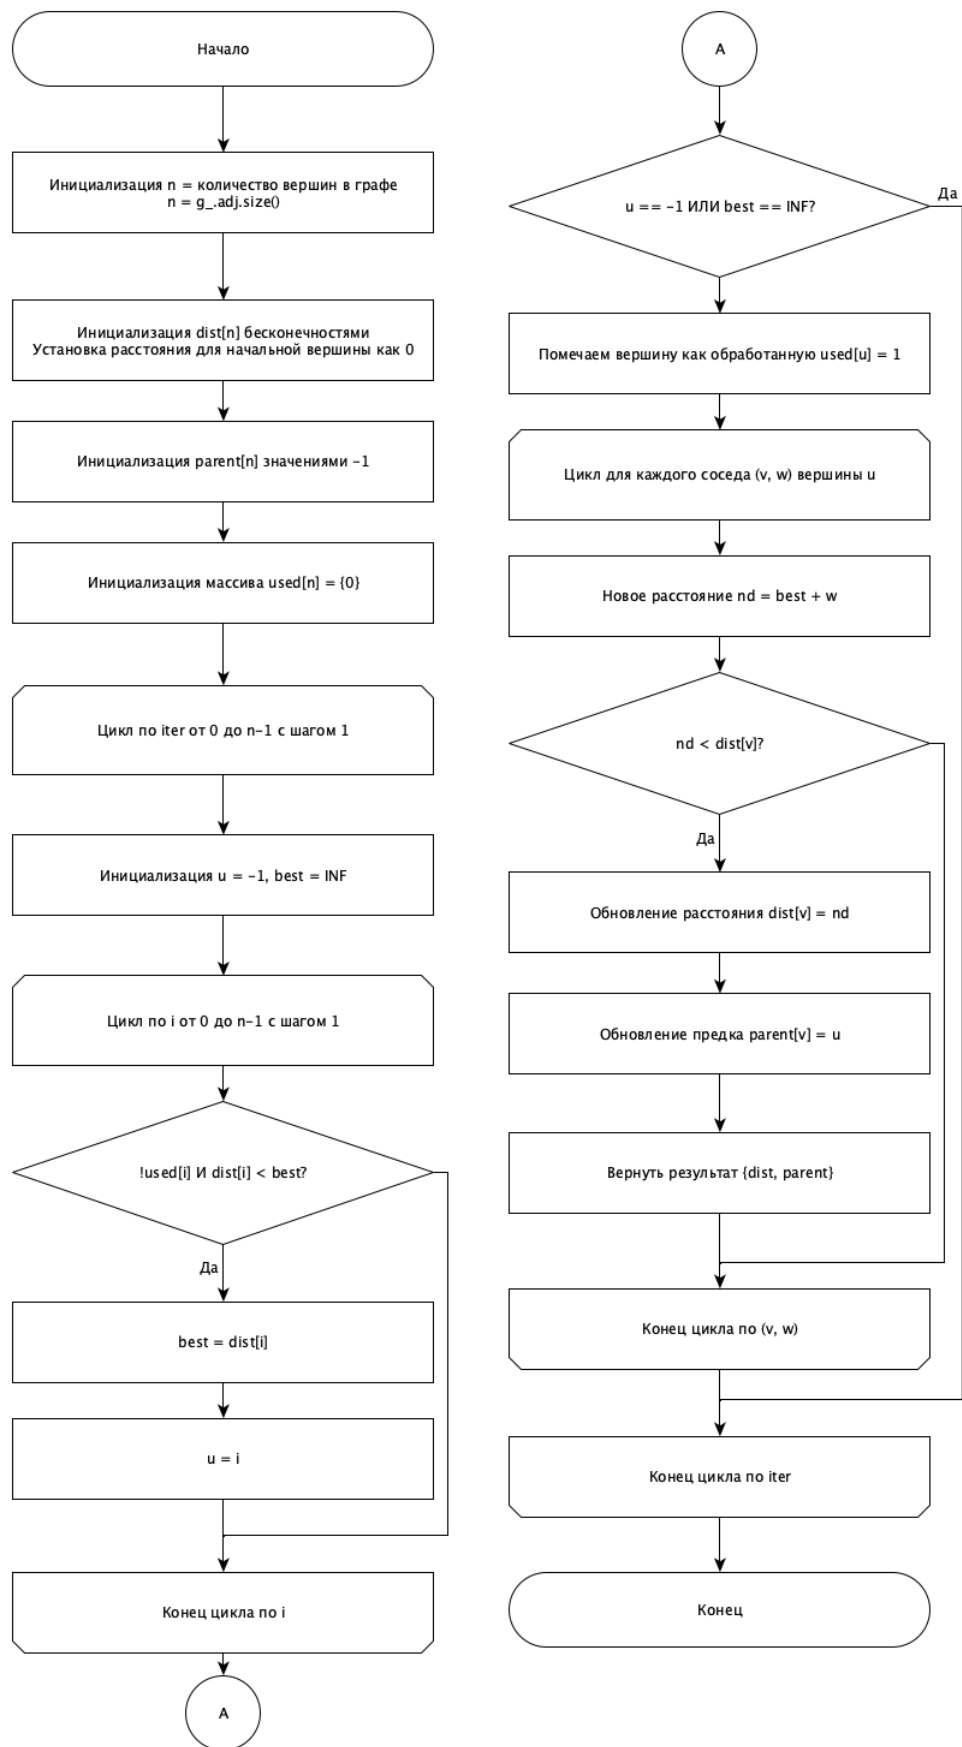 Начало
Инициализация n = количество вершин в графе
n = g_.adj.size()
Инициализация dist[n] бесконечностями
Установка расстояния для начальной вершины как 0
Инициализация parent[n] значениями -1
Инициализация массива used[n] = {0}
Цикл по iter от 0 до n-1 с шагом 1
Инициализация u = -1, best = INF
Цикл по i от 0 до n-1 с шагом 1
!used[i] И dist[i] < best?
Да
best = dist[i]
u = i
Конец цикла по i
A
A
u == -1 ИЛИ best == INF?
Да
Помечаем вершину как обработанную used[u] = 1
Цикл для каждого соседа (v, w) вершины u
Новое расстояние nd = best + w
nd < dist[v]?
Да
Обновление расстояния dist[v] = nd
Обновление предка parent[v] = u
Вернуть результат {dist, parent}
Конец цикла по (v, w)
Конец цикла по iter
Конец